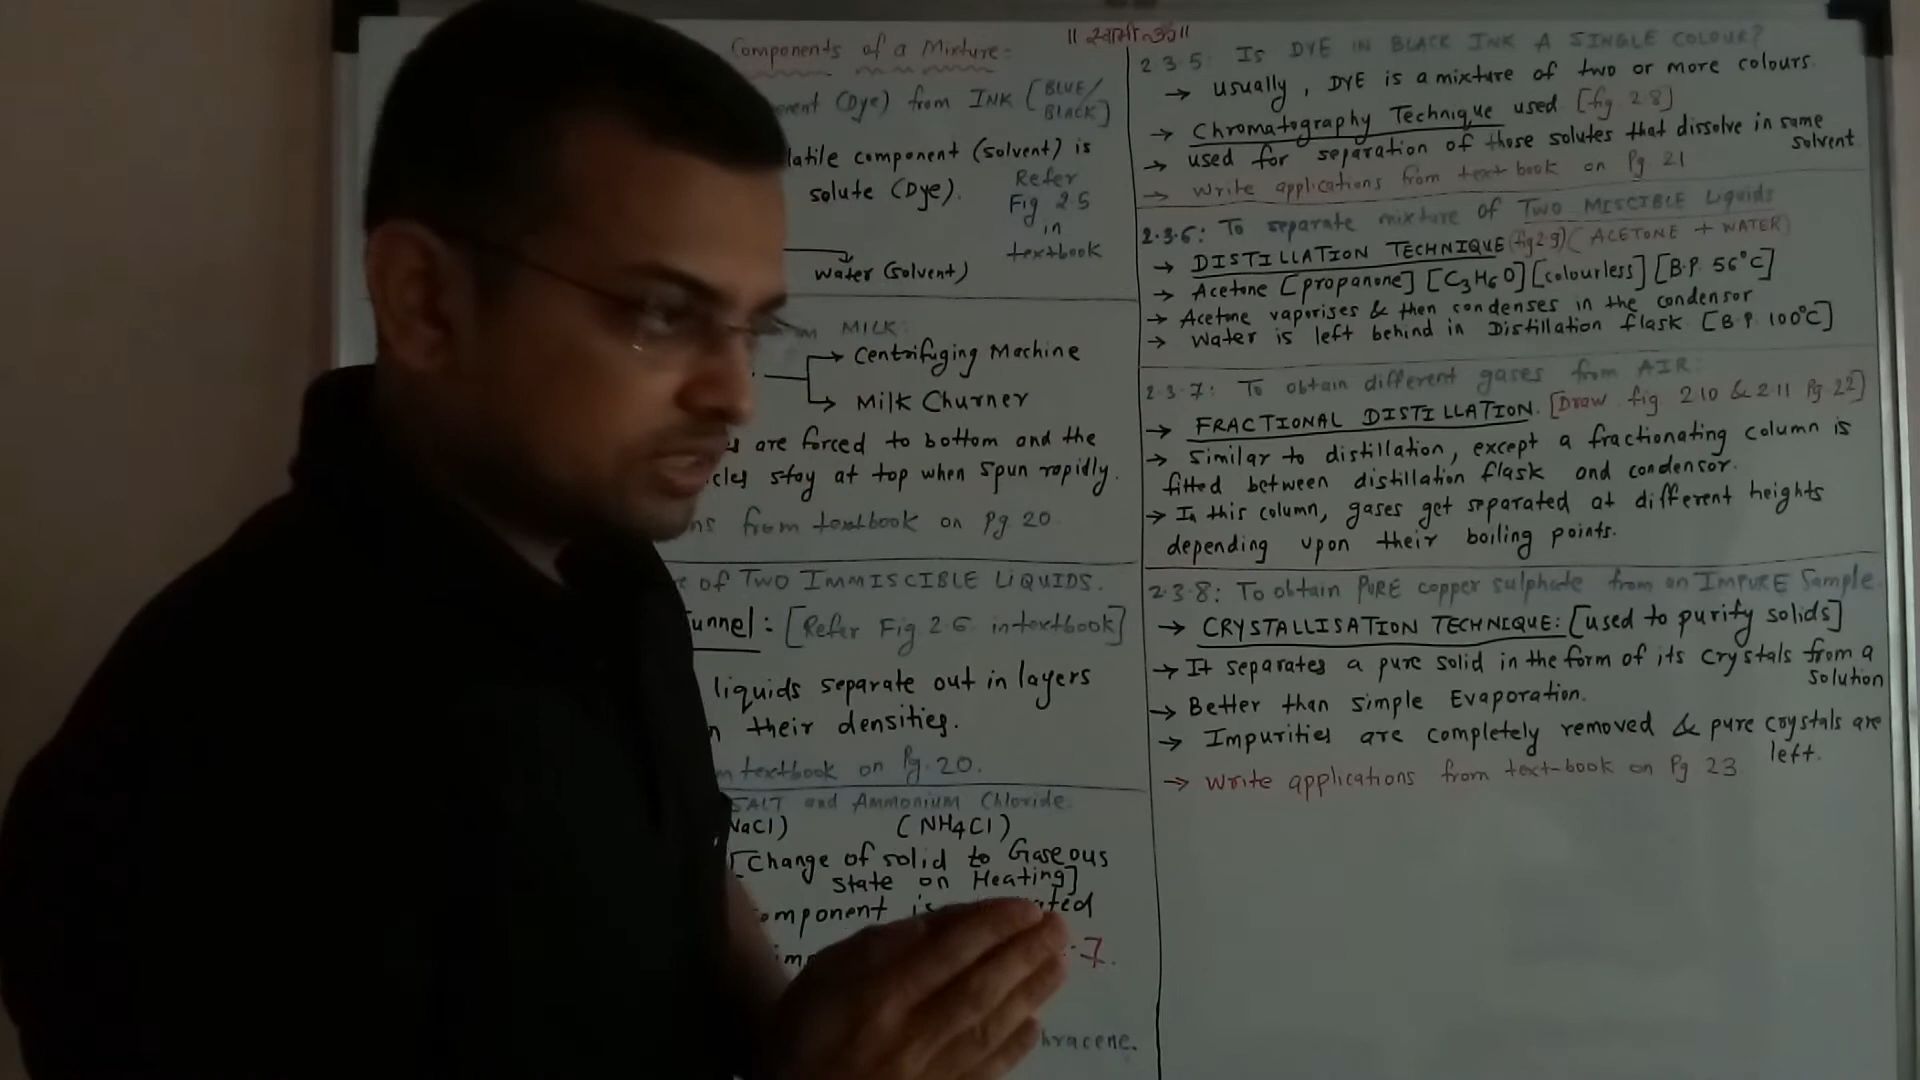 Components of a Mixture:
(Dye) from INK [BLUE/
BLACK]
component (solvent) is
solute (Dye).
Refer
Fig 2.5
in
textbook
water (solvent)
MILK:
→ Centrifuging Machine
→ Milk Churner
are forced to bottom and the
stay at top when spun rapidly.
from textbook on Pg 20
of TWO IMMISCIBLE LIQUIDS.
: [Refer Fig 2.6 in textbook]
liquids separate out in layers
their densities.
textbook on Pg. 20.
SALT and Ammonium Chloride
(NH4Cl)
[Change of solid to Gaseous
state on Heating]
is
7.
|| स्वामी ॐ ||
2.3.5: IS DYE IN BLACK INK A SINGLE COLOUR?
→ usually, DYE is a mixture of two or more colours.
→ Chromatography Technique used [fig 2.8]
→ used for separation of those solutes that dissolve in same
solvent
→ Write applications from text book on Pg 21
2.3.6: To separate mixture of TWO MISCIBLE Liquids
→ DISTILLATION TECHNIQUE (fig 2.9) (ACETONE + WATER)
→ Acetone [propanone] [C3H6O] [colourless] [B.P. 56°C]
→ Acetone vaporises & then condenses in the condensor
→ Water is left behind in Distillation flask [B.P. 100°C]
2.3.7: To obtain different gases from AIR:
→ FRACTIONAL DISTILLATION. [Draw fig 2.10 & 2.11 Pg 22]
→ Similar to distillation, except a fractionating column is
fitted between distillation flask and condensor.
→ In this column, gases get separated at different heights
depending upon their boiling points.
2.3.8: To obtain PURE copper sulphate from an IMPURE Sample
→ CRYSTALLISATION TECHNIQUE: [used to purify solids]
→ It separates a pure solid in the form of its crystals from a
solution
→ Better than simple Evaporation.
→ Impurities are completely removed & pure crystals are
left.
→ Write applications from text-book on Pg 23